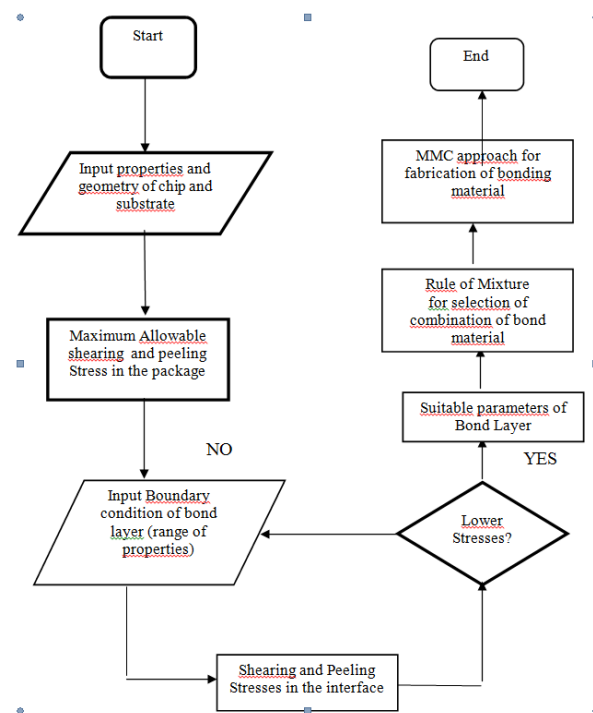 Start
Input properties and
geometry of chip and
substrate
Maximum Allowable
shearing and peeling
Stress in the package
NO
Input Boundary
condition of bond
layer (range of
properties)
Shearing and Peeling
Stresses in the interface
Lower
Stresses?
YES
Suitable parameters of
Bond Layer
Rule of Mixture
for selection of
combination of bond
material
MMC approach for
fabrication of bonding
material
End